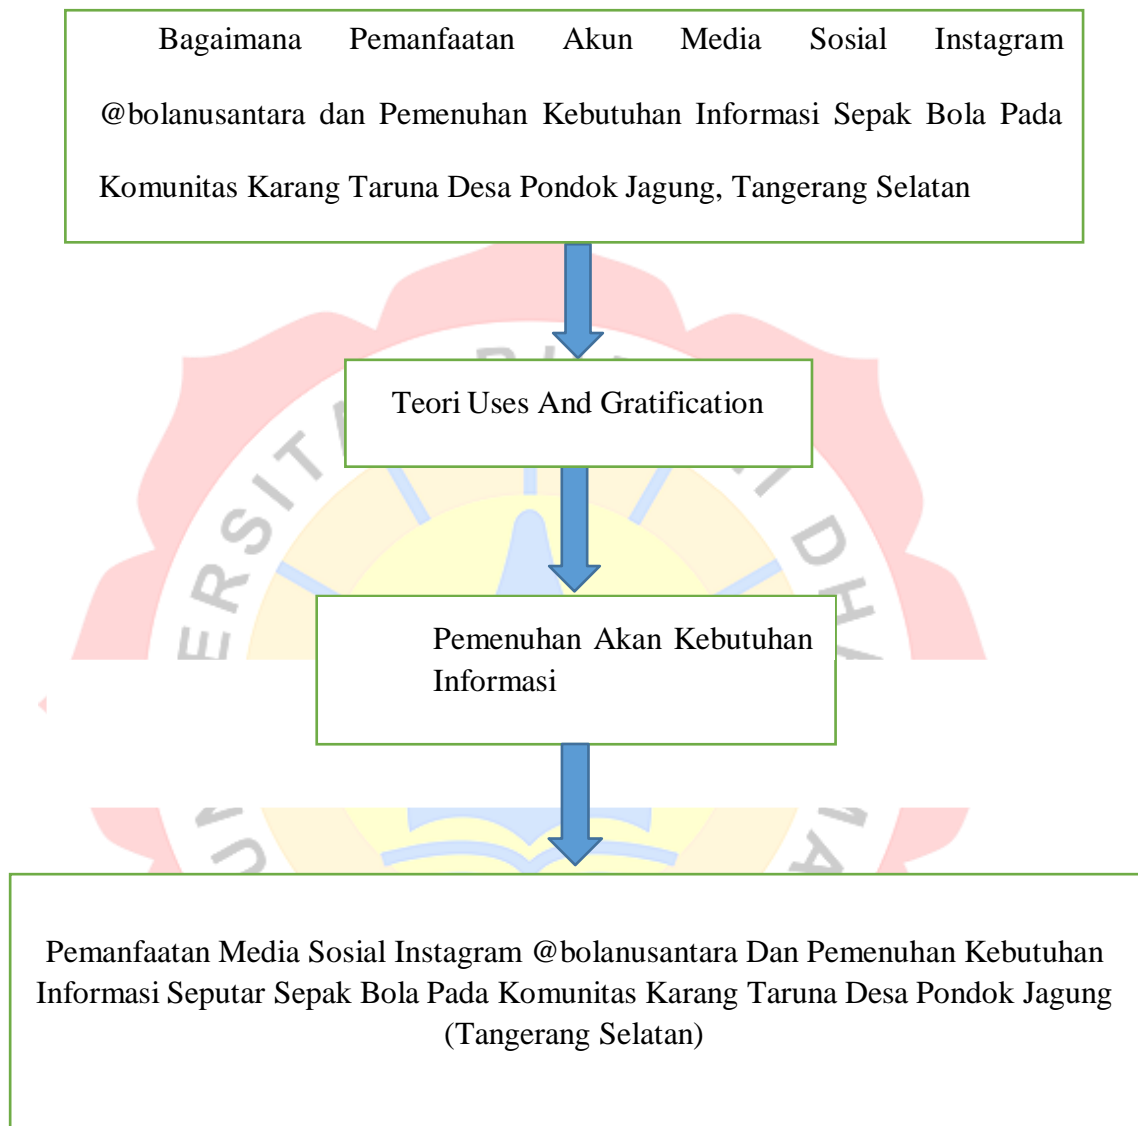 Bagaimana Pemanfaatan Akun Media Sosial Instagram
@bolanusantara dan Pemenuhan Kebutuhan Informasi Sepak Bola Pada
Komunitas Karang Taruna Desa Pondok Jagung, Tangerang Selatan
Teori Uses And Gratification
Pemenuhan Akan Kebutuhan
Informasi
Pemanfaatan Media Sosial Instagram @bolanusantara Dan Pemenuhan Kebutuhan
Informasi Seputar Sepak Bola Pada Komunitas Karang Taruna Desa Pondok Jagung
(Tangerang Selatan)